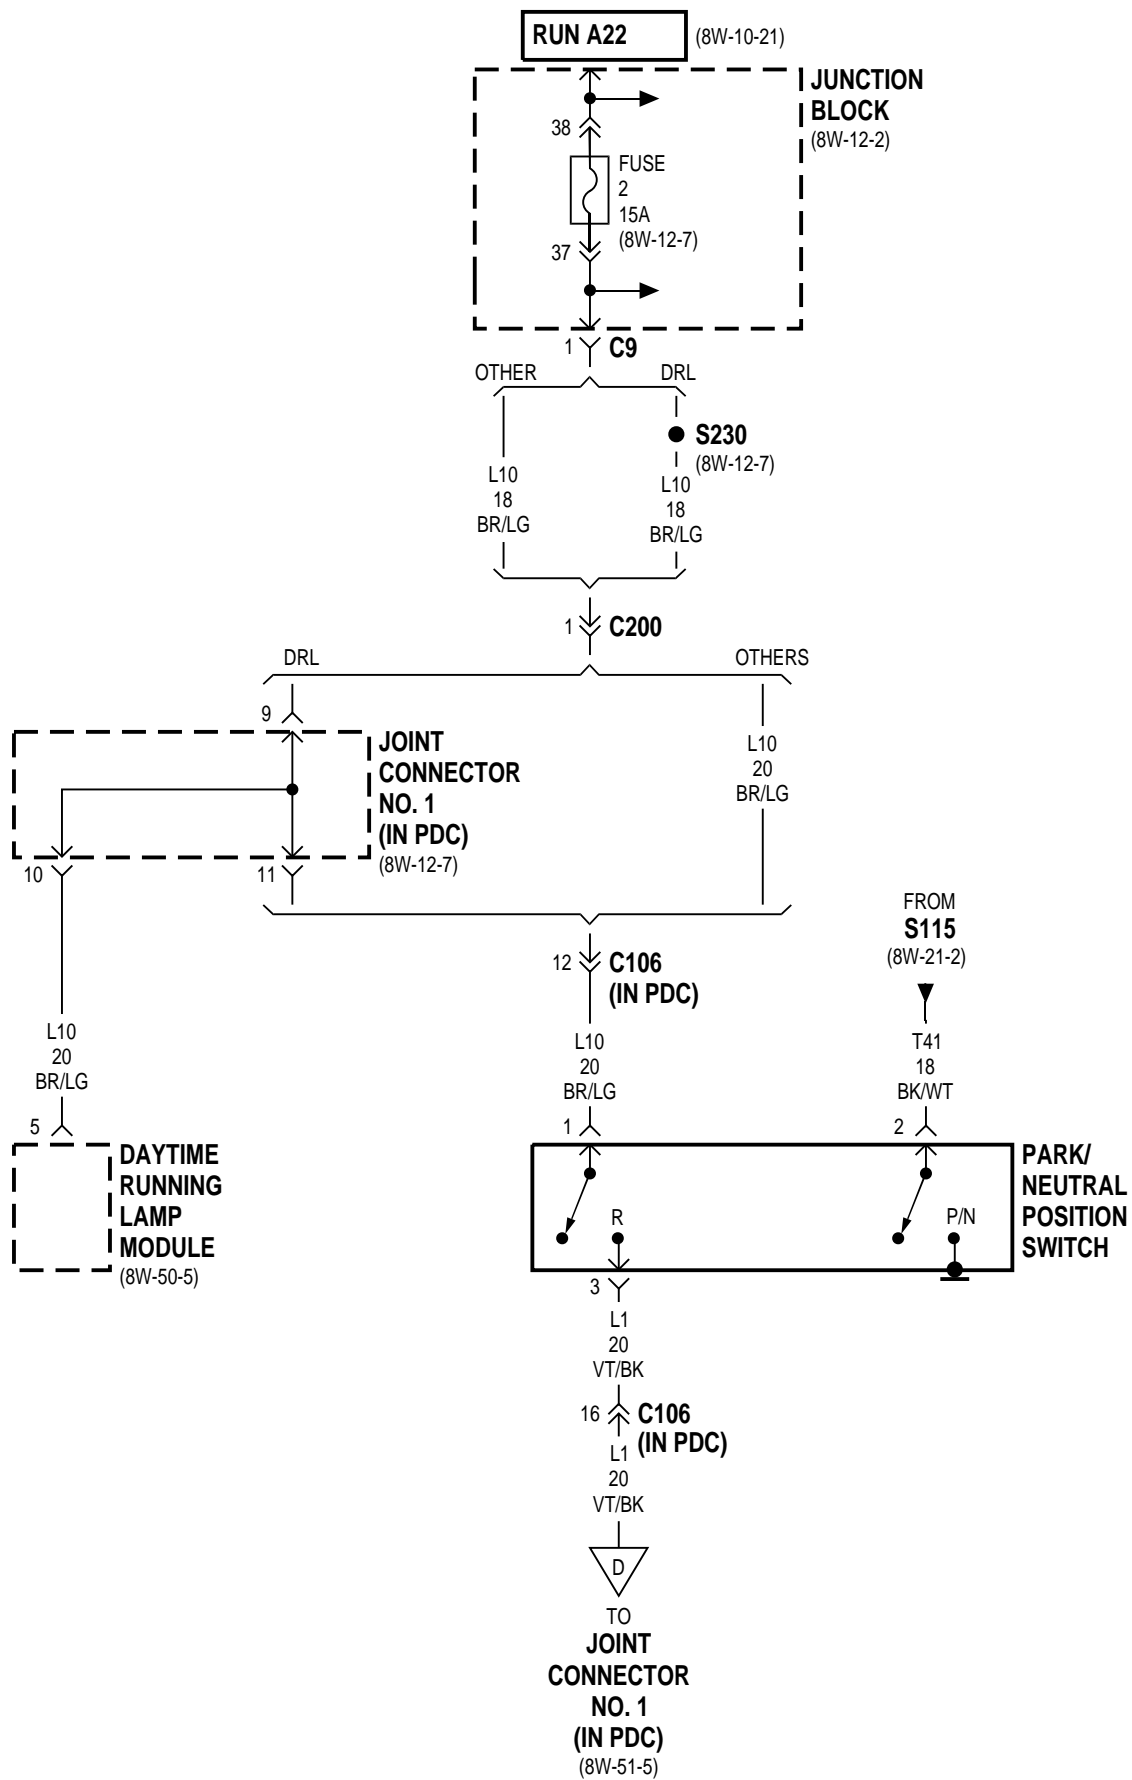 RUN A22 (8W-10-21)
JUNCTION
BLOCK
(8W-12-2)
38
FUSE
2
15A
(8W-12-7)
37
1 C9
OTHER DRL
S230
(8W-12-7)
L10
18
BR/LG
L10
18
BR/LG
1 C200
DRL OTHERS
9
JOINT
CONNECTOR
NO. 1
(IN PDC)
(8W-12-7)
L10
20
BR/LG
10 11
FROM
S115
(8W-21-2)
12 C106
(IN PDC)
L10
20
BR/LG
L10
20
BR/LG
T41
18
BK/WT
5 1 2
DAYTIME
RUNNING
LAMP
MODULE
(8W-50-5)
R P/N
PARK/
NEUTRAL
POSITION
SWITCH
3
L1
20
VT/BK
16 C106
(IN PDC)
L1
20
VT/BK
D
TO
JOINT
CONNECTOR
NO. 1
(IN PDC)
(8W-51-5)